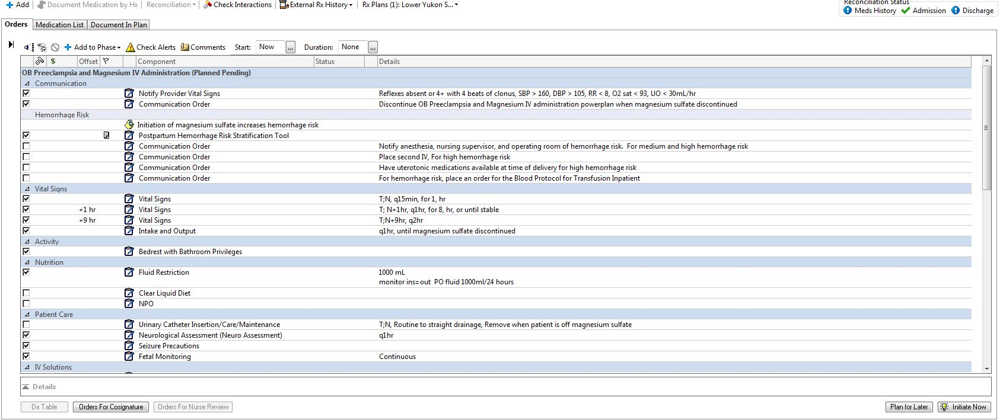 Reconciliation Status
Add Document Medication by Hx Reconciliation Check Interactions External Rx History Rx Plans (1): Lower Yukon S... Meds History Admission Discharge
Orders Medication List Document In Plan
Add to Phase Check Alerts Comments Start: Now ... Duration: None ...
$ Offset Component Status Details
OB Preeclampsia and Magnesium IV Administration (Planned Pending)
Communication
Notify Provider Vital Signs Reflexes absent or 4+ with 4 beats of clonus, SBP > 160, DBP > 105, RR < 8, O2 sat < 93, UO < 30mL/hr
Communication Order Discontinue OB Preeclampsia and Magnesium IV administration powerplan when magnesium sulfate discontinued
Hemorrhage Risk
Initiation of magnesium sulfate increases hemorrhage risk
Postpartum Hemorrhage Risk Stratification Tool
Communication Order Notify anesthesia, nursing supervisor, and operating room of hemorrhage risk.  For medium and high hemorrhage risk
Communication Order Place second IV, For high hemorrhage risk
Communication Order Have uterotonic medications available at time of delivery for high hemorrhage risk
Communication Order For hemorrhage risk, place an order for the Blood Protocol for Transfusion Inpatient
Vital Signs
Vital Signs T;N, q15min, for 1, hr
+1 hr Vital Signs T; N+1hr, q1hr, for 8, hr, or until stable
+9 hr Vital Signs T;N+9hr, q2hr
Intake and Output q1hr, until magnesium sulfate discontinued
Activity
Bedrest with Bathroom Privileges
Nutrition
Fluid Restriction 1000 mL
monitor ins=out  PO fluid 1000ml/24 hours
Clear Liquid Diet
NPO
Patient Care
Urinary Catheter Insertion/Care/Maintenance T;N, Routine to straight drainage, Remove when patient is off magnesium sulfate
Neurological Assessment (Neuro Assessment) q1hr
Seizure Precautions
Fetal Monitoring Continuous
IV Solutions
Details
Dx Table Orders For Cosignature Orders For Nurse Review Plan for Later Initiate Now